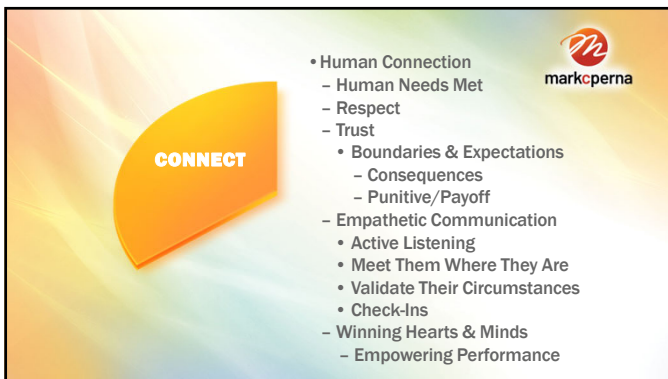 • Human Connection
– Human Needs Met
– Respect
– Trust
• Boundaries & Expectations
– Consequences
– Punitive/Payoff
– Empathetic Communication
• Active Listening
• Meet Them Where They Are
• Validate Their Circumstances
• Check-Ins
– Winning Hearts & Minds
– Empowering Performance
CONNECT
markcperna